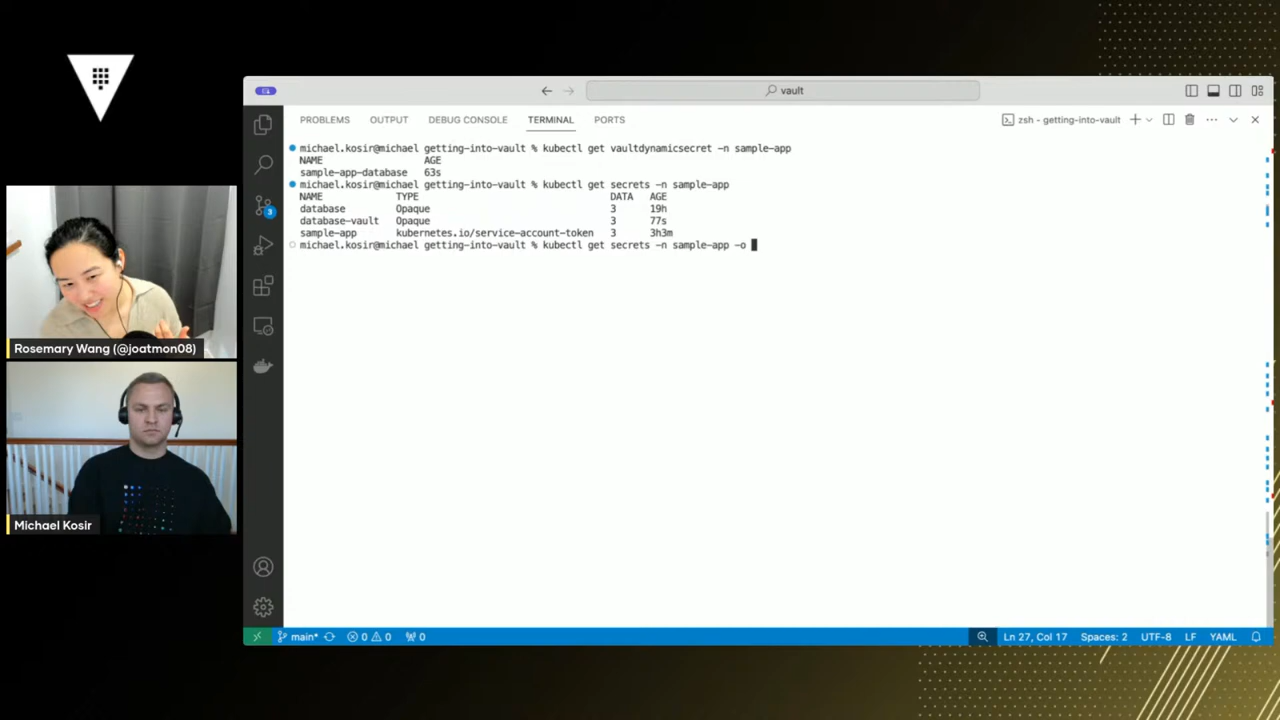 vault
PROBLEMS OUTPUT DEBUG CONSOLE TERMINAL PORTS
zsh - getting-into-vault
michael.kosir@michael getting-into-vault % kubectl get vaultdynamicsecret -n sample-app
NAME AGE
sample-app-database 63s
michael.kosir@michael getting-into-vault % kubectl get secrets -n sample-app
NAME TYPE DATA AGE
database Opaque 3 19h
database-vault Opaque 3 77s
sample-app kubernetes.io/service-account-token 3 3h3m
michael.kosir@michael getting-into-vault % kubectl get secrets -n sample-app -o
3
Rosemary Wang (@joatmon08)
Michael Kosir
main* 0 0 0 Ln 27, Col 17 Spaces: 2 UTF-8 LF YAML